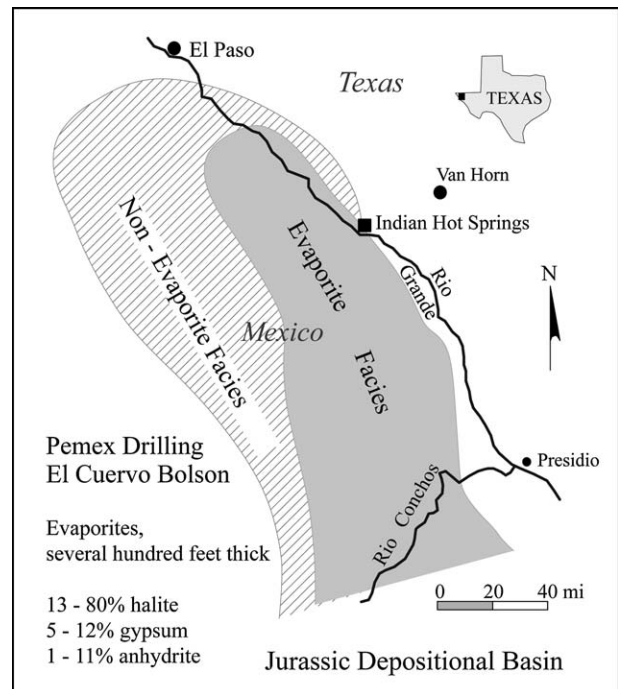 El Paso
Texas
TEXAS
Van Horn
Indian Hot Springs
Non - Evaporite Facies
Evaporite
Facies
Rio
Grande
N
Mexico
Pemex Drilling
El Cuervo Bolson
Presidio
Rio Conchos
Evaporites,
several hundred feet thick
0 20 40 mi
13 - 80% halite
5 - 12% gypsum
1 - 11% anhydrite
Jurassic Depositional Basin